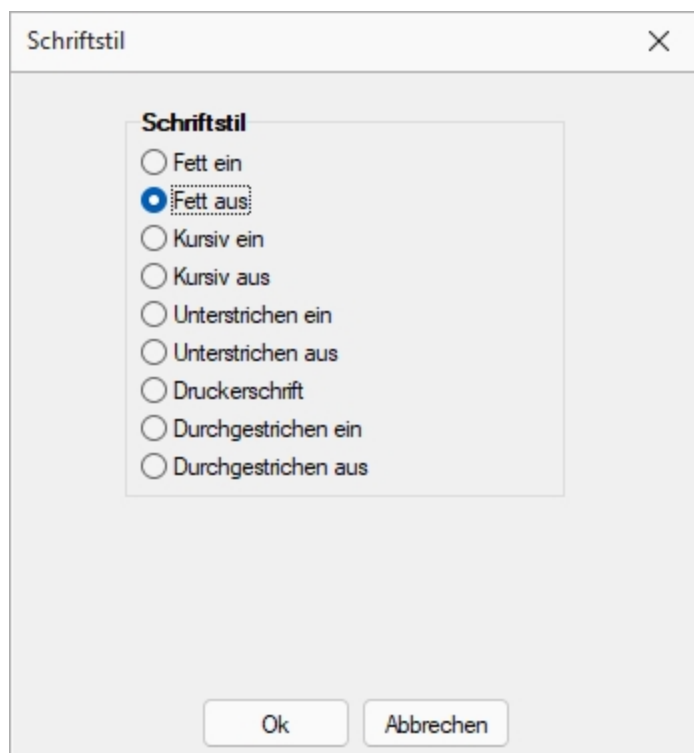 Schriftstil
Schriftstil
Fett ein
Fett aus
Kursiv ein
Kursiv aus
Unterstrichen ein
Unterstrichen aus
Druckerschrift
Durchgestrichen ein
Durchgestrichen aus
Ok Abbrechen